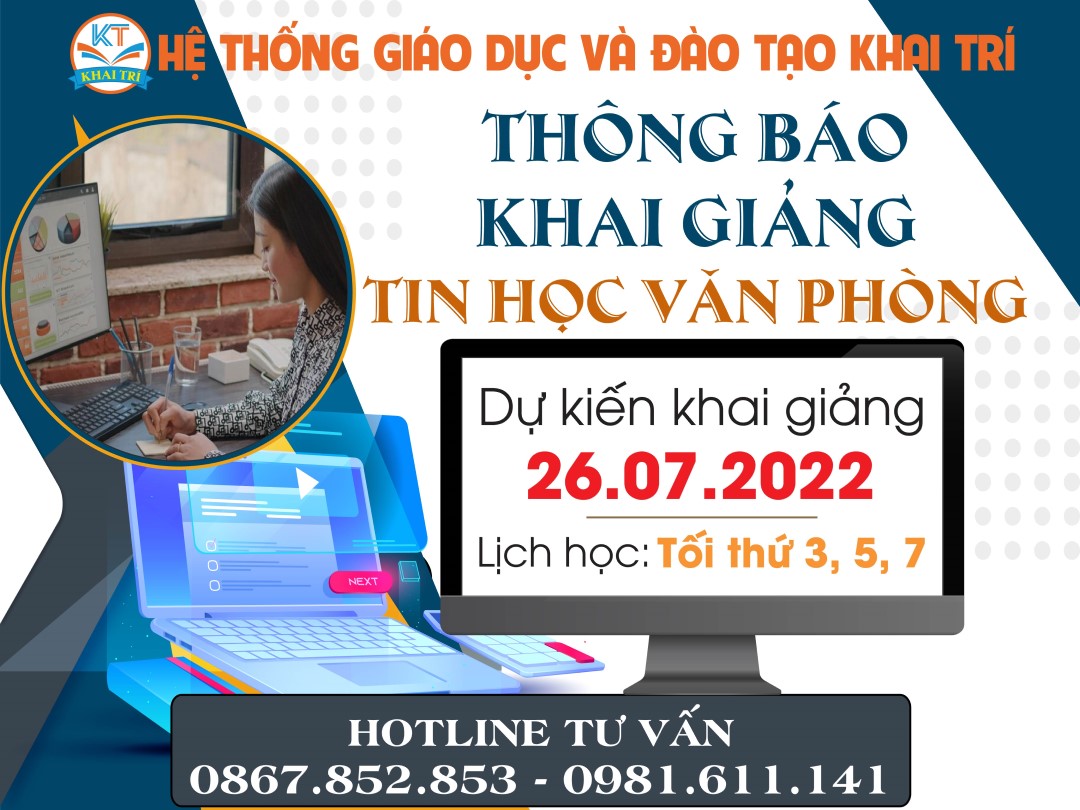 KT
KHAI TRÍ
HỆ THỐNG GIÁO DỤC VÀ ĐÀO TẠO KHAI TRÍ
THÔNG BÁO
KHAI GIẢNG
TIN HỌC VĂN PHÒNG
Dự kiến khai giảng
26.07.2022
Lịch học: Tối thứ 3, 5, 7
NEXT
HOTLINE TƯ VẤN
0867.852.853 - 0981.611.141